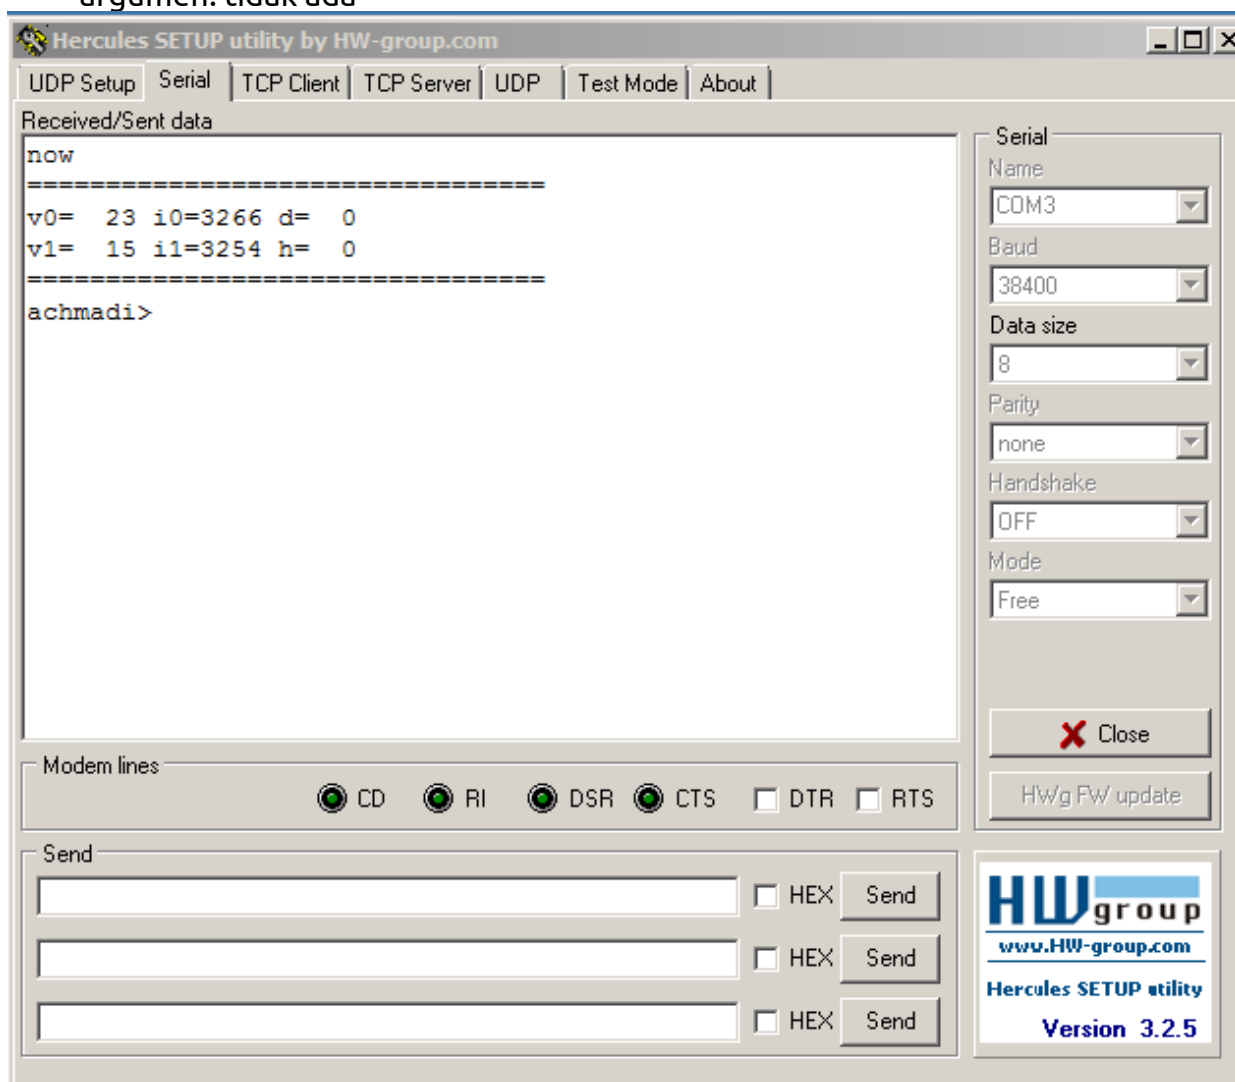 argumen: tidak ada
Hercules SETUP utility by HW-group.com
UDP Setup Serial TCP Client TCP Server UDP Test Mode About
Received/Sent data
now
=================================
v0=  23 i0=3266 d=  0
v1=  15 i1=3254 h=  0
=================================
achmadi>
Serial
Name
COM3
Baud
38400
Data size
8
Parity
none
Handshake
OFF
Mode
Free
Close
HWg FW update
Modem lines
CD RI DSR CTS DTR RTS
Send
HEX Send
HEX Send
HEX Send
HWgroup
www.HW-group.com
Hercules SETUP utility
Version 3.2.5